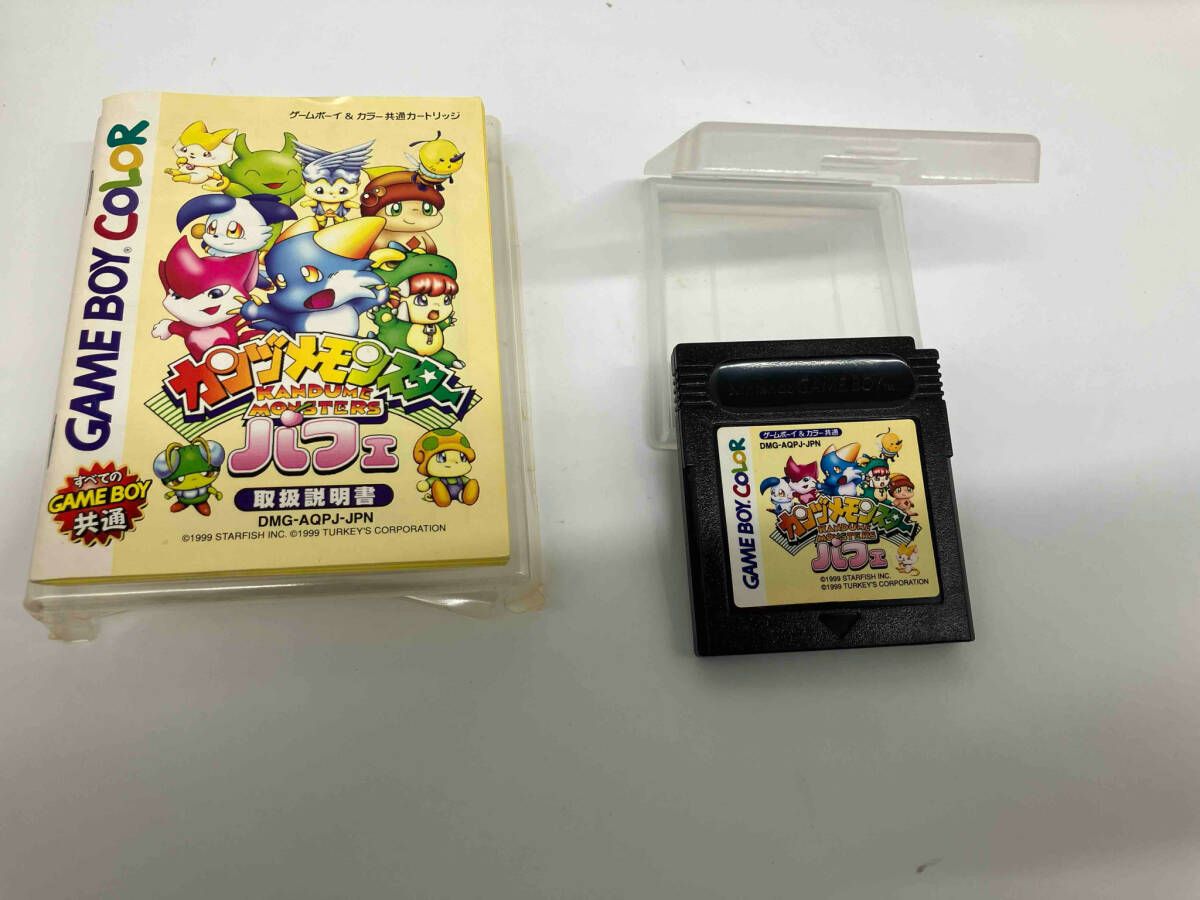 GAME BOY COLOR
ゲームボーイ&カラー共通カートリッジ
カンヅメモンスター
KANDUME
MONSTERS
パフェ
すべての
GAME BOY
共通
取扱説明書
DMG-AQPJ-JPN
©1999 STARFISH INC. ©1999 TURKEY'S CORPORATION
GAME BOY TM
GAME BOY COLOR
ゲームボーイ&カラー共通
DMG-AQPJ-JPN
カンヅメモンスター
KANDUME
MONSTERS
パフェ
©1999 STARFISH INC.
©1999 TURKEY'S CORPORATION